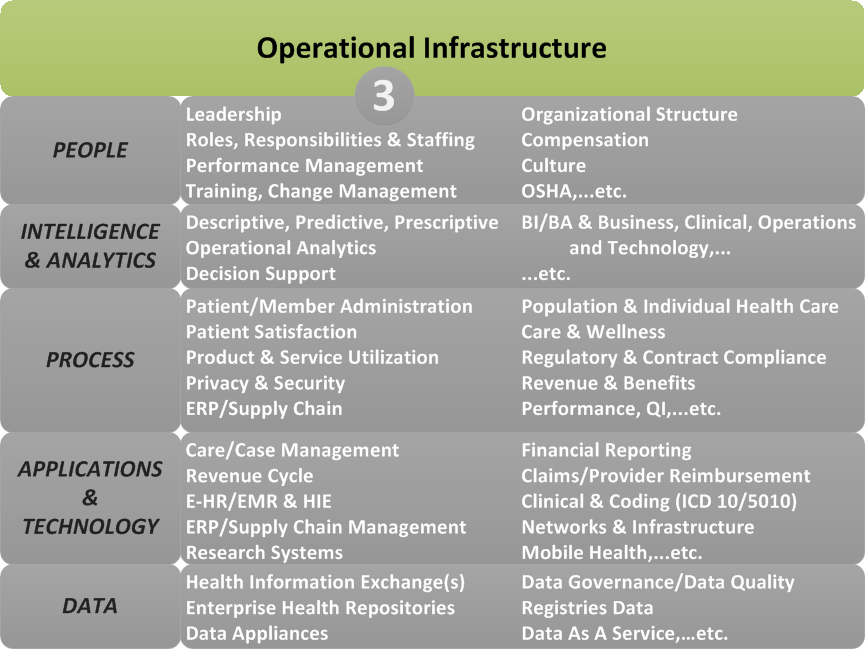 Operational Infrastructure
3
PEOPLE
Leadership
Roles, Responsibilities & Staffing
Performance Management
Training, Change Management
Organizational Structure
Compensation
Culture
OSHA,...etc.
INTELLIGENCE
& ANALYTICS
Descriptive, Predictive, Prescriptive
Operational Analytics
Decision Support
BI/BA & Business, Clinical, Operations
and Technology,...
...etc.
PROCESS
Patient/Member Administration
Patient Satisfaction
Product & Service Utilization
Privacy & Security
ERP/Supply Chain
Population & Individual Health Care
Care & Wellness
Regulatory & Contract Compliance
Revenue & Benefits
Performance, QI,...etc.
APPLICATIONS
&
TECHNOLOGY
Care/Case Management
Revenue Cycle
E-HR/EMR & HIE
ERP/Supply Chain Management
Research Systems
Financial Reporting
Claims/Provider Reimbursement
Clinical & Coding (ICD 10/5010)
Networks & Infrastructure
Mobile Health,...etc.
DATA
Health Information Exchange(s)
Enterprise Health Repositories
Data Appliances
Data Governance/Data Quality
Registries Data
Data As A Service,...etc.